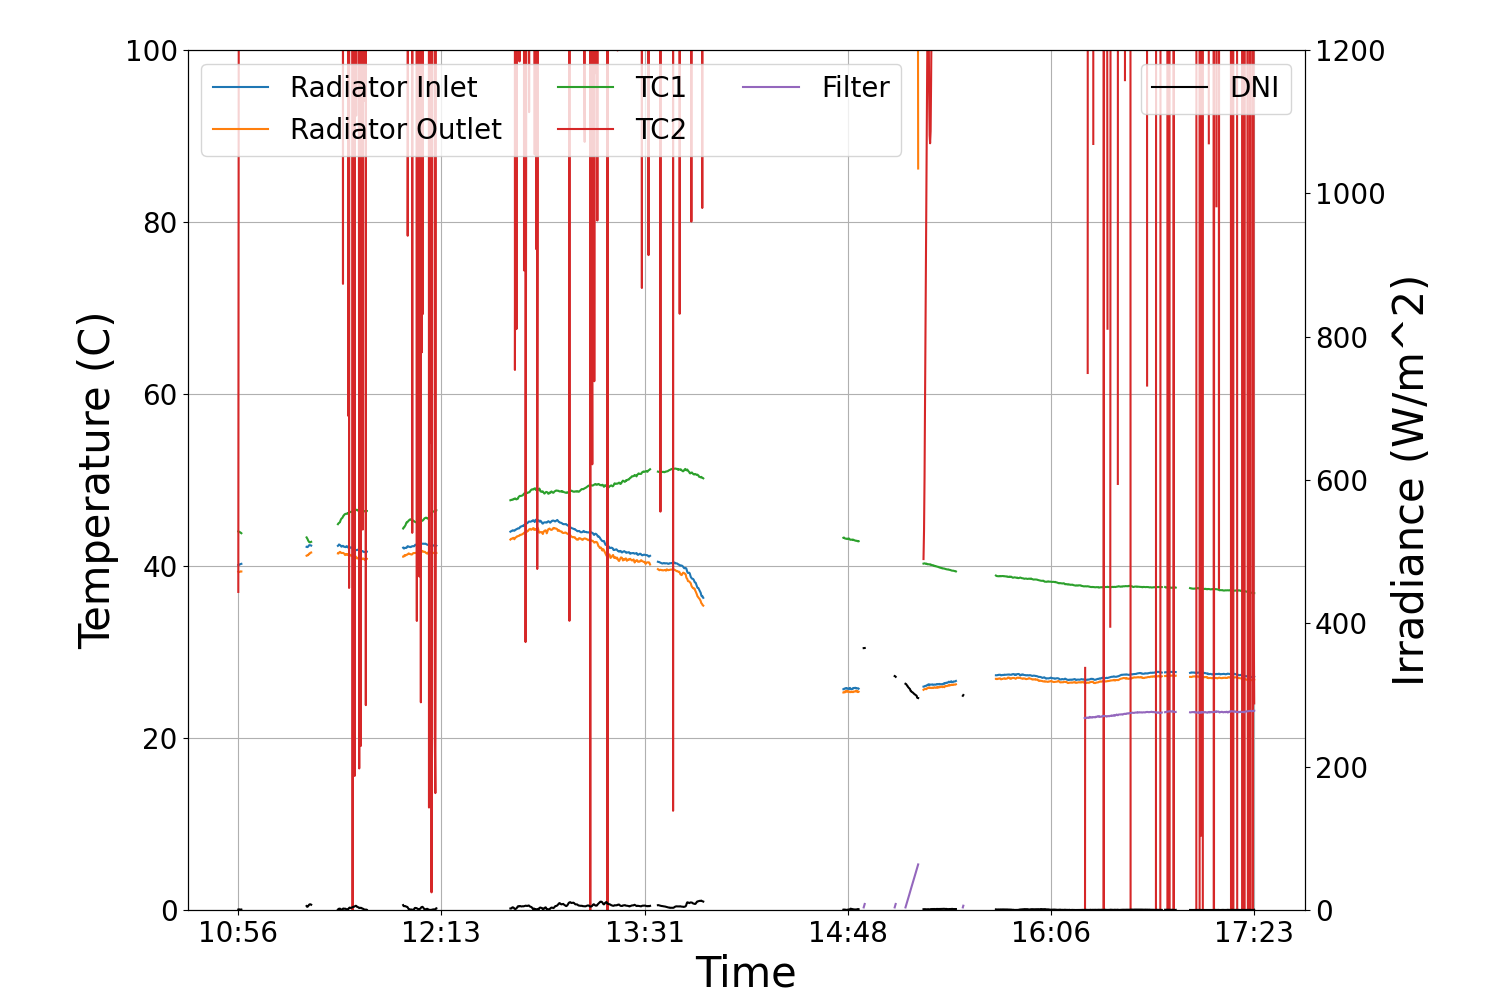 100
80
60
40
20
0
Temperature (C)
Radiator Inlet
Radiator Outlet
TC1
TC2
Filter
DNI
1200
1000
800
600
400
200
0
Irradiance (W/m^2)
10:56
12:13
13:31
14:48
16:06
17:23
Time